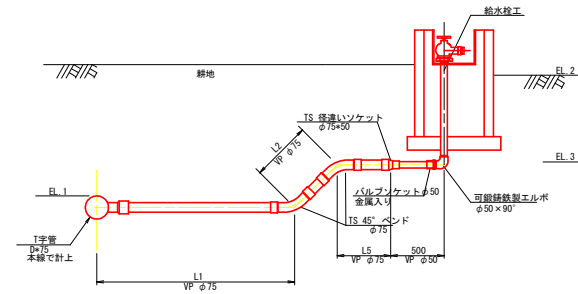 給水栓工
EL.2
耕地
TS 径違いソケット
φ75*50
L2
VP φ75
EL.3
EL.1
バルブソケットφ50
金属入り
可鍛鋳鉄製エルボ
φ50×90°
TS 45° ベンド
φ75
T字管
D*75
本線で計上
L1
VP φ75
L5
VP φ75
500
VP φ50